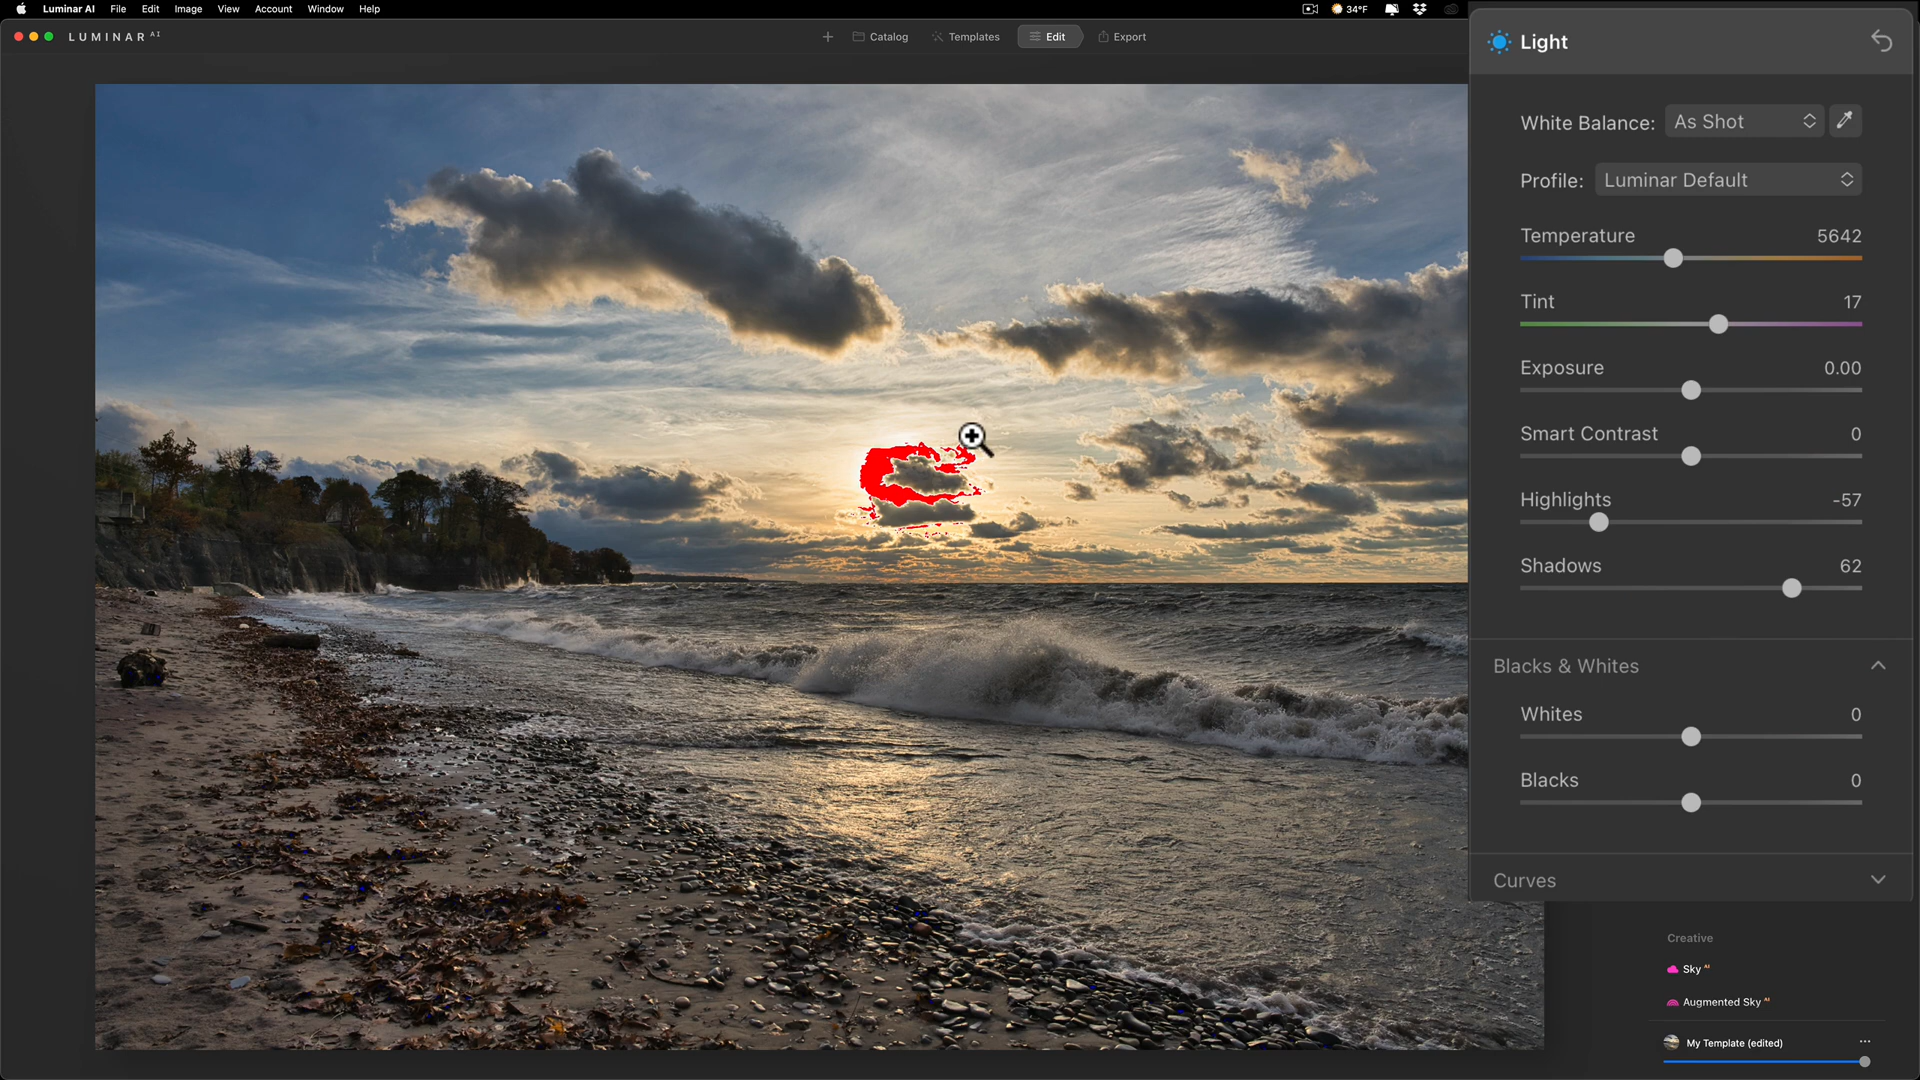 Luminar AI File Edit Image View Account Window Help 34°F
LUMINAR AI
Catalog Templates Edit Export
Light
White Balance: As Shot
Profile: Luminar Default
Temperature 5642
Tint 17
Exposure 0.00
Smart Contrast 0
Highlights -57
Shadows 62
Blacks & Whites
Whites 0
Blacks 0
Curves
Creative
Sky AI
Augmented Sky AI
My Template (edited)